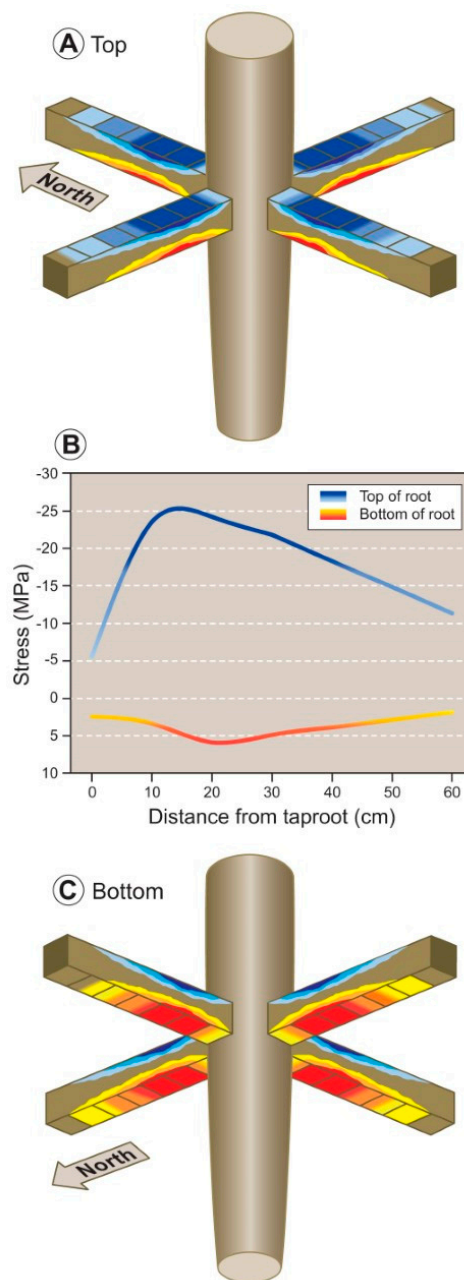 A Top
North
B
-30
-25
-20
-15
-10
-5
0
5
10
Stress (MPa)
Top of root
Bottom of root
0 10 20 30 40 50 60
Distance from taproot (cm)
C Bottom
North